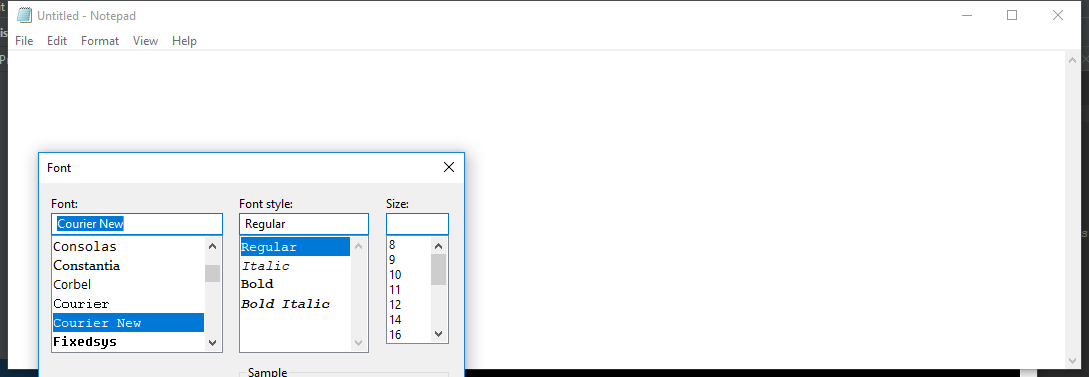 Untitled - Notepad
File Edit Format View Help
Font
Font: Font style: Size:
Courier New Regular
Consolas Regular 8
Constantia Italic 9
Corbel Bold 10
Courier Bold Italic 11
Courier New 12
Fixedsys 14
16
Sample